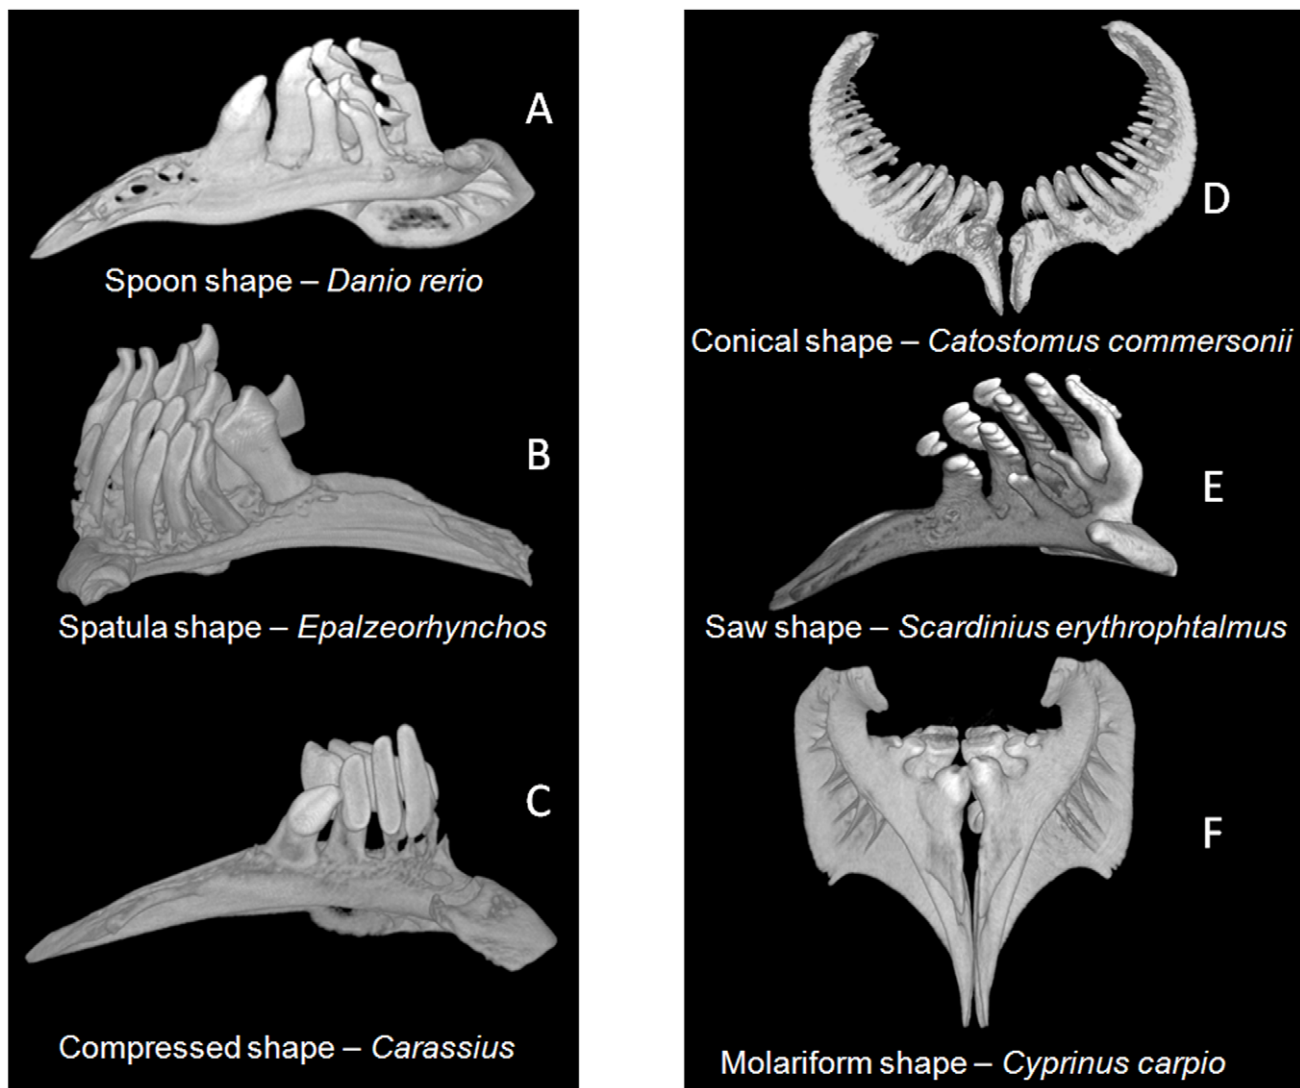 A
Spoon shape – Danio rerio
B
Spatula shape – Epalzeorhynchos
C
Compressed shape – Carassius
D
Conical shape – Catostomus commersonii
E
Saw shape – Scardinius erythrophtalmus
F
Molariform shape – Cyprinus carpio